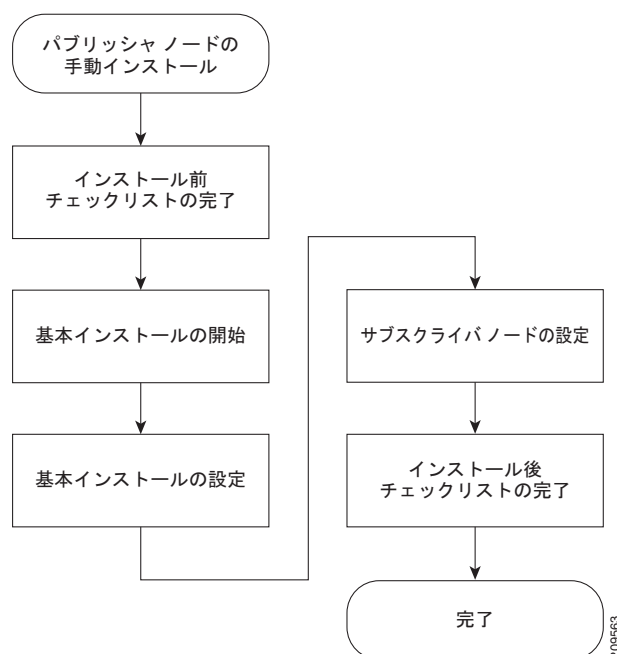 パブリッシャ ノードの
手動インストール
インストール前
チェックリストの完了
基本インストールの開始
基本インストールの設定
サブスクライバ ノードの設定
インストール後
チェックリストの完了
完了
209563